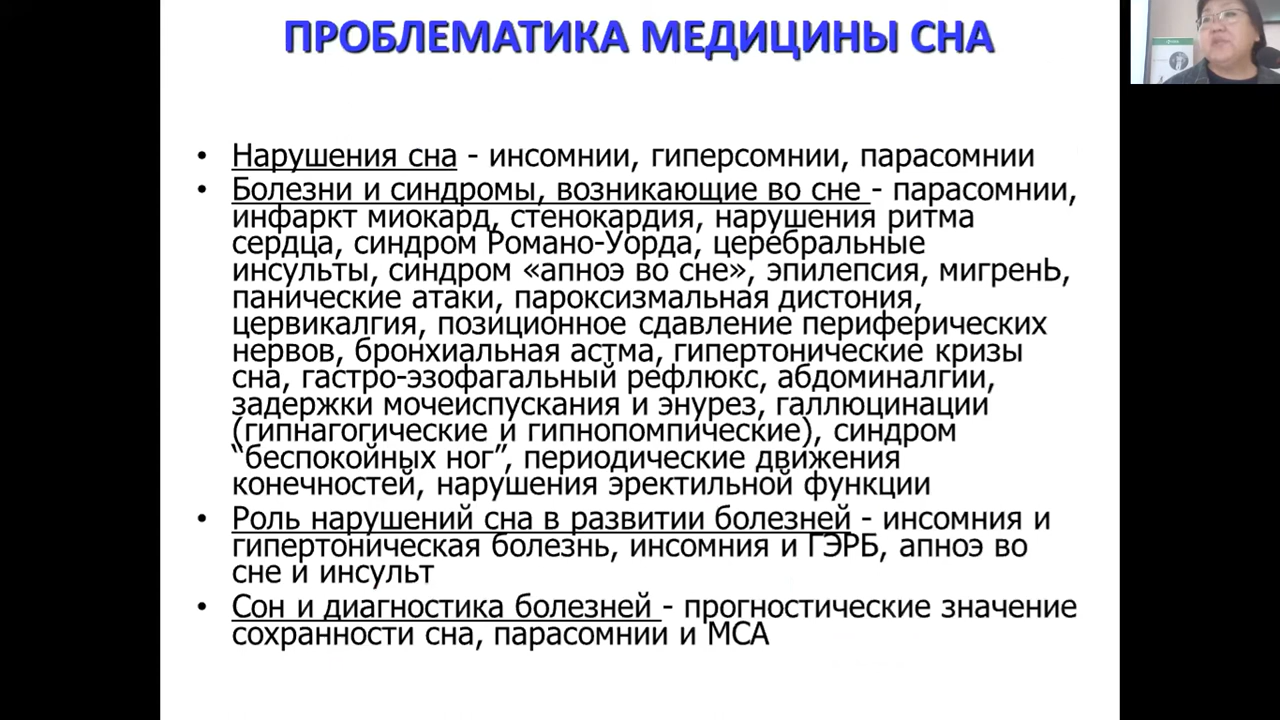 ПРОБЛЕМАТИКА МЕДИЦИНЫ СНА
• Нарушения сна - инсомнии, гиперсомнии, парасомнии
• Болезни и синдромы, возникающие во сне - парасомнии,
инфаркт миокард, стенокардия, нарушения ритма
сердца, синдром Романо-Уорда, церебральные
инсульты, синдром «апноэ во сне», эпилепсия, мигренЬ,
панические атаки, пароксизмальная дистония,
цервикалгия, позиционное сдавление периферических
нервов, бронхиальная астма, гипертонические кризы
сна, гастро-эзофагальный рефлюкс, абдоминалгии,
задержки мочеиспускания и энурез, галлюцинации
(гипнагогические и гипнопомпические), синдром
“беспокойных ног”, периодические движения
конечностей, нарушения эректильной функции
• Роль нарушений сна в развитии болезней - инсомния и
гипертоническая болезнь, инсомния и ГЭРБ, апноэ во
сне и инсульт
• Сон и диагностика болезней - прогностические значение
сохранности сна, парасомнии и МСА